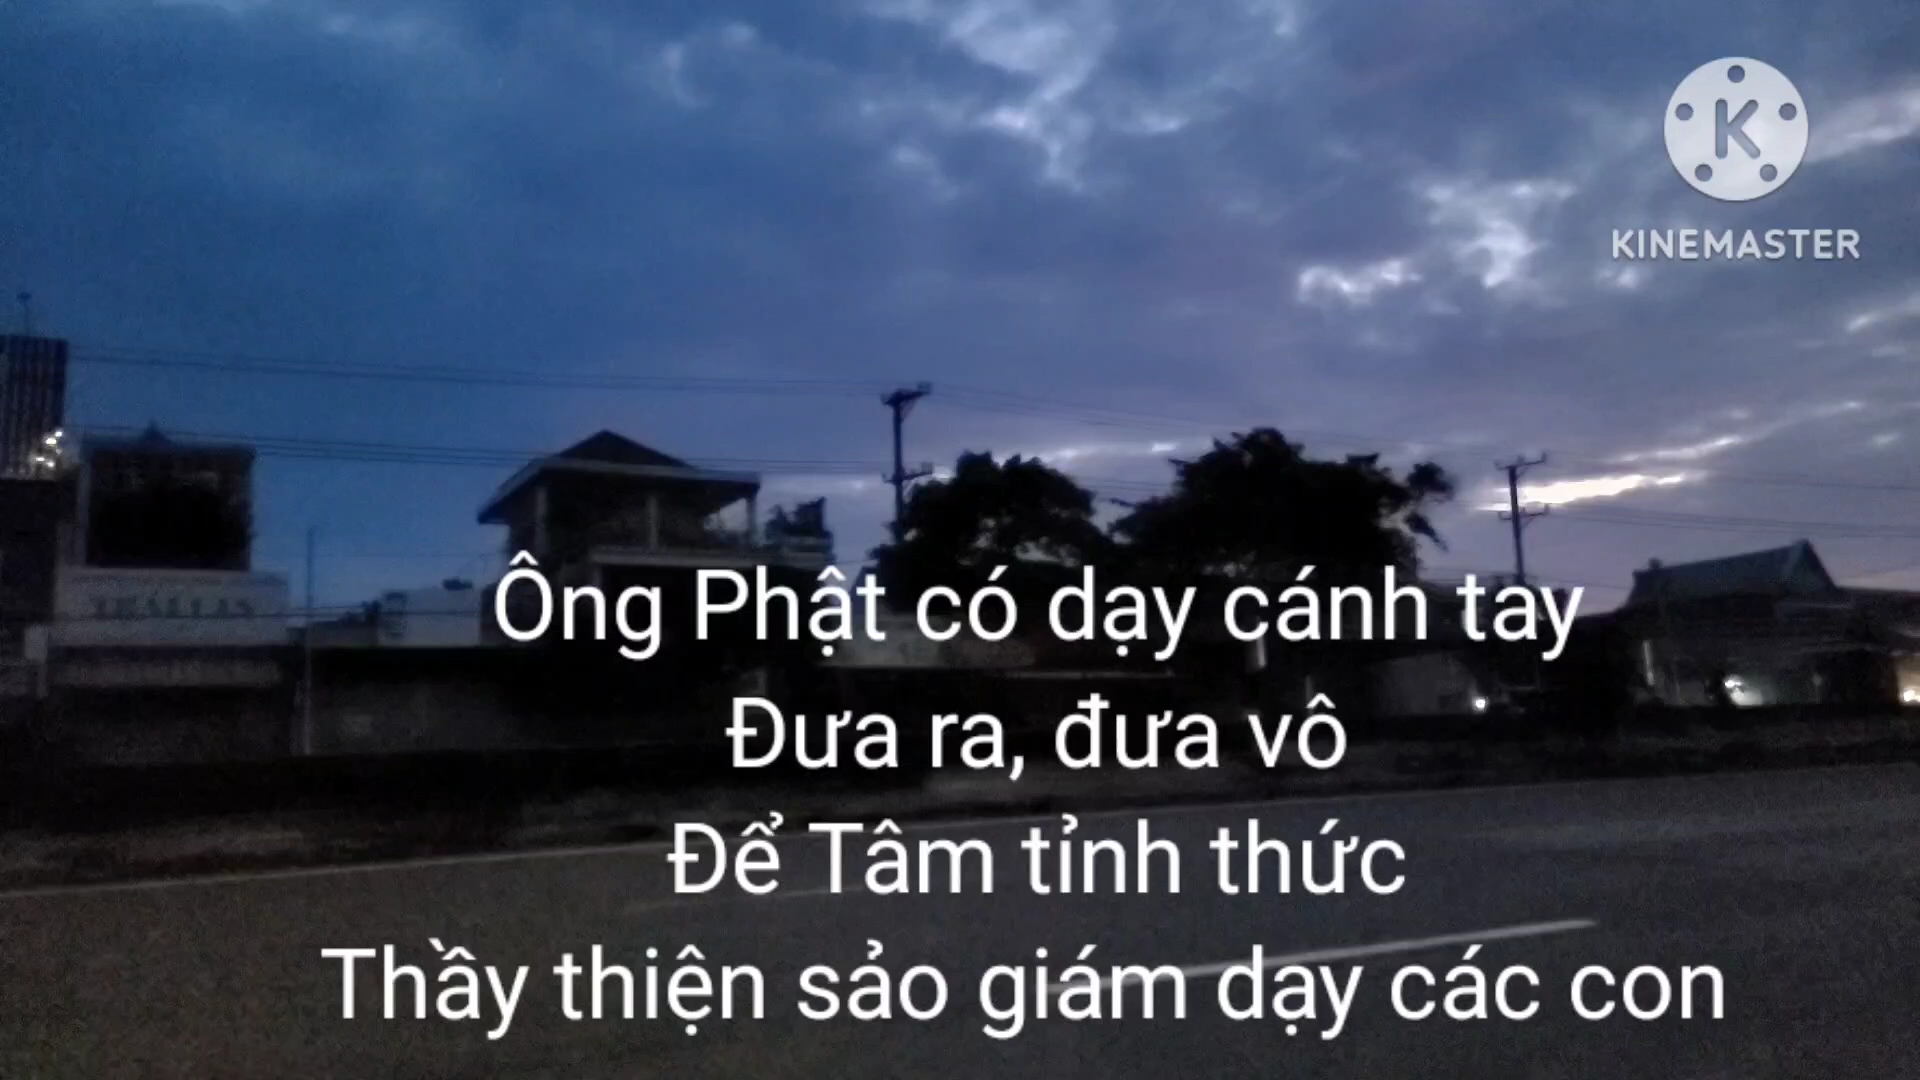 KINEMASTER
Ông Phật có dạy cánh tay
Đưa ra, đưa vô
Để Tâm tỉnh thức
Thầy thiện sảo giám dạy các con